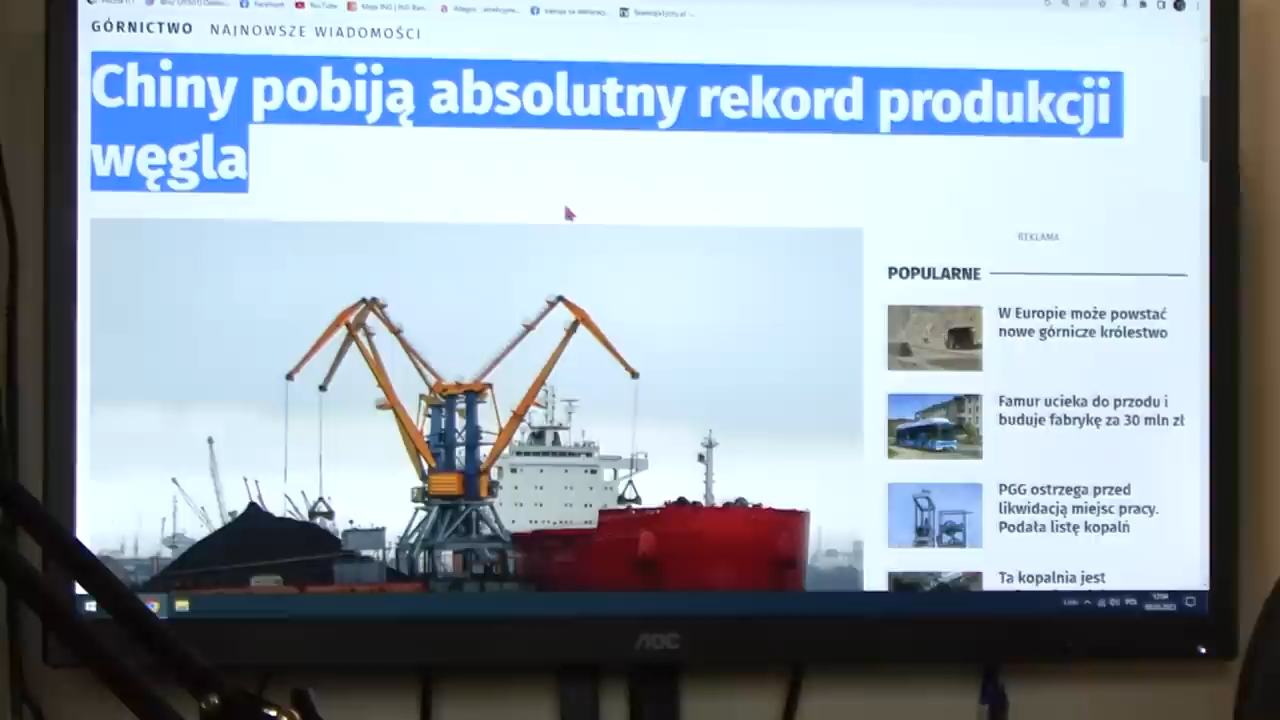 Facebook
YouTube
GÓRNICTWO NAJNOWSZE WIADOMOŚCI
Chiny pobiją absolutny rekord produkcji
węgla
REKLAMA
POPULARNE
W Europie może powstać
nowe górnicze królestwo
Famur ucieka do przodu i
buduje fabrykę za 30 mln zł
PGG ostrzega przed
likwidacją miejsc pracy.
Podała listę kopalń
Ta kopalnia jest
AOC